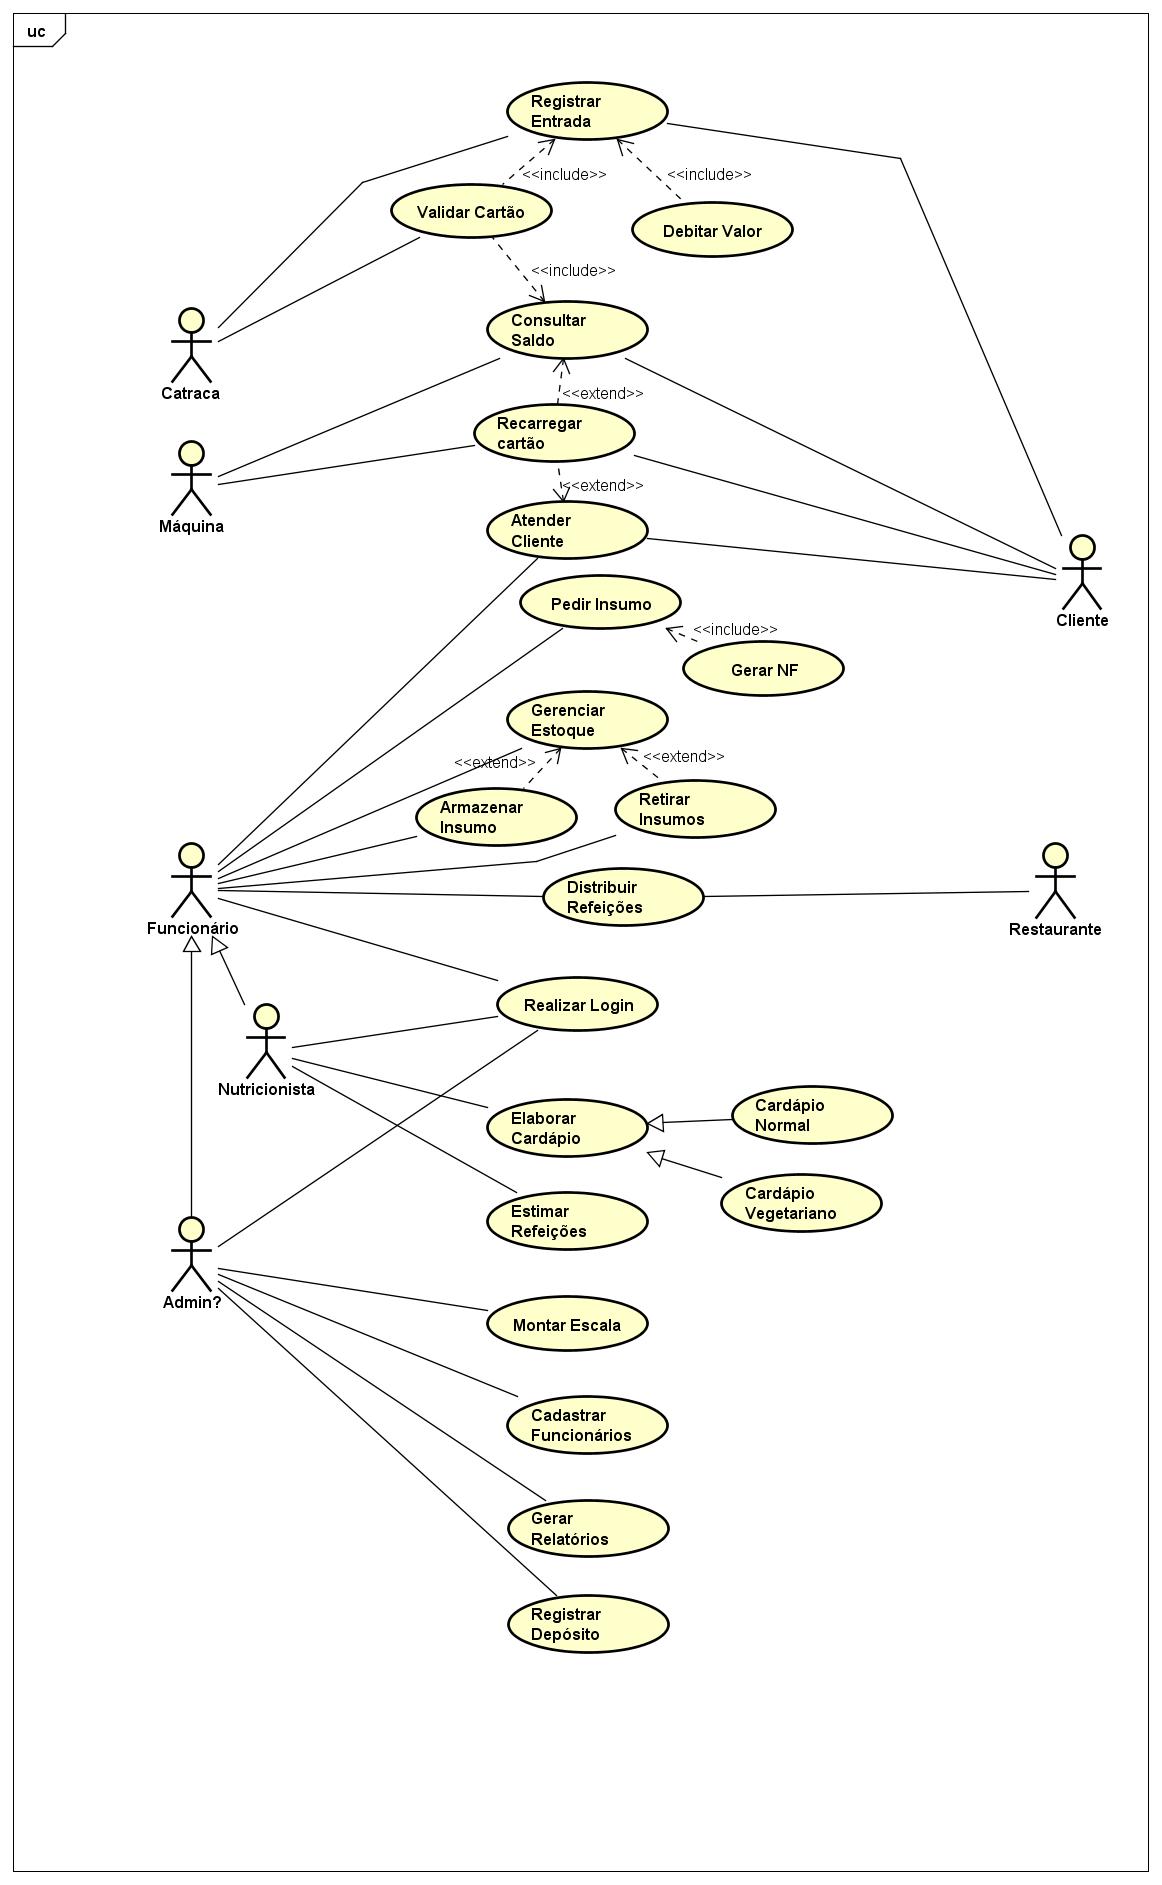 uc
Registrar
Entrada
<<include>>
<<include>>
Validar Cartão
Debitar Valor
<<include>>
Consultar
Saldo
Catraca
<<extend>>
Recarregar
cartão
<<extend>>
Máquina
Atender
Cliente
Pedir Insumo
Cliente
<<include>>
Gerar NF
Gerenciar
Estoque
<<extend>>
<<extend>>
Armazenar
Insumo
Retirar
Insumos
Distribuir
Refeições
Funcionário
Restaurante
Realizar Login
Nutricionista
Elaborar
Cardápio
Cardápio
Normal
Cardápio
Vegetariano
Estimar
Refeições
Admin?
Montar Escala
Cadastrar
Funcionários
Gerar
Relatórios
Registrar
Depósito